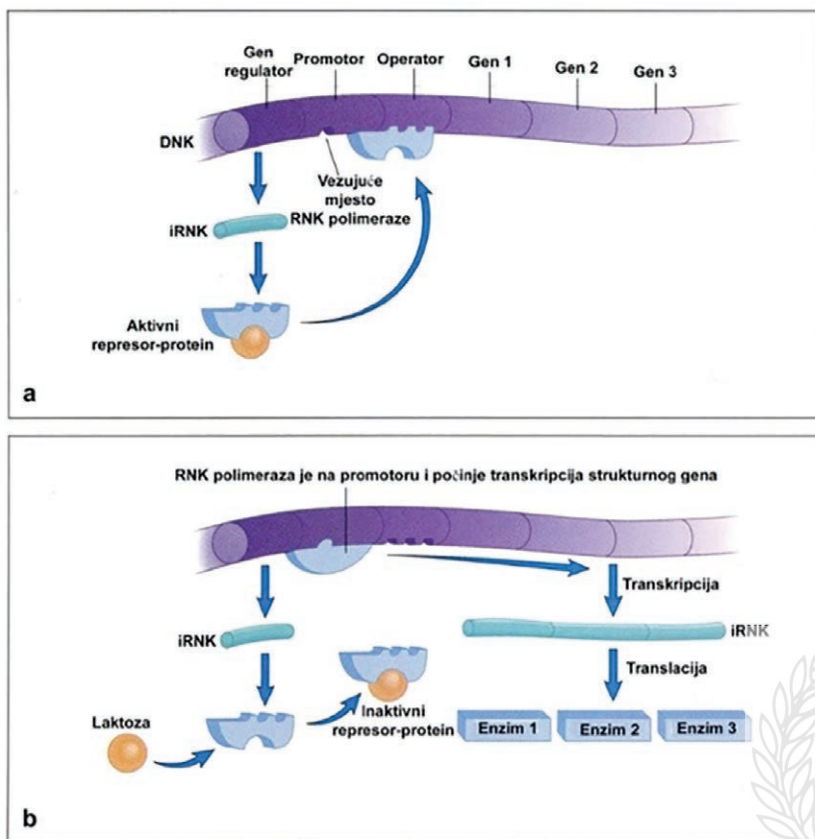 Gen
regulator
Promotor
Operator
Gen 1
Gen 2
Gen 3
DNK
Vezujuće
mjesto
RNK polimeraze
iRNK
Aktivni
represor-protein
a
RNK polimeraza je na promotoru i počinje transkripcija strukturnog gena
Transkripcija
iRNK
iRNK
Translacija
Laktoza
Inaktivni
represor-protein
Enzim 1
Enzim 2
Enzim 3
b